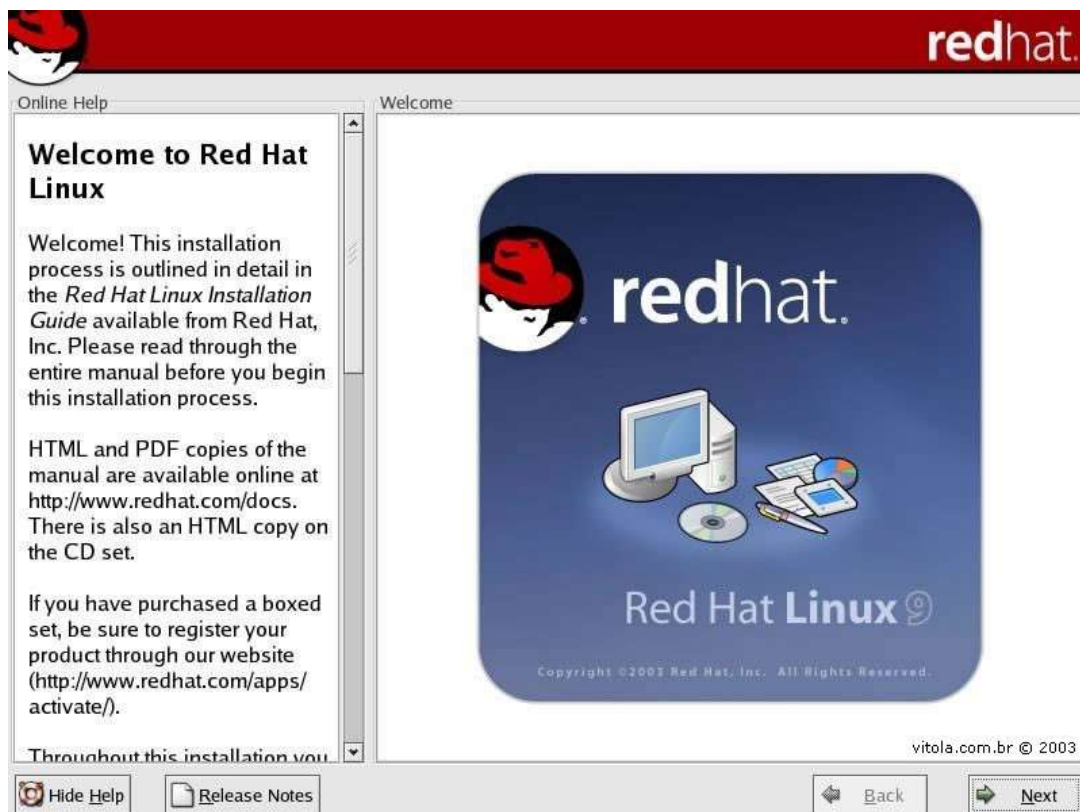 redhat.
Online Help
Welcome to Red Hat
Linux
Welcome! This installation
process is outlined in detail in
the Red Hat Linux Installation
Guide available from Red Hat,
Inc. Please read through the
entire manual before you begin
this installation process.
HTML and PDF copies of the
manual are available online at
http://www.redhat.com/docs.
There is also an HTML copy on
the CD set.
If you have purchased a boxed
set, be sure to register your
product through our website
(http://www.redhat.com/apps/
activate/).
Throughout this installation you
Welcome
redhat.®
Red Hat Linux 9
Copyright ©2003 Red Hat, Inc. All Rights Reserved.
vitola.com.br © 2003
Hide Help
Release Notes
Back
Next